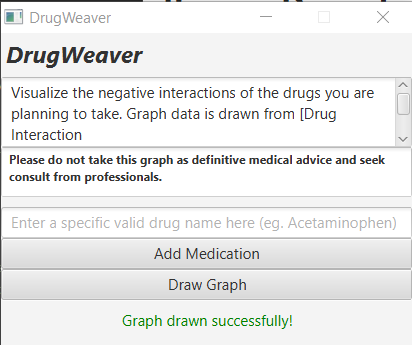 DrugWeaver
DrugWeaver
Visualize the negative interactions of the drugs you are
planning to take. Graph data is drawn from [Drug
Interaction
Please do not take this graph as definitive medical advice and seek
consult from professionals.
Enter a specific valid drug name here (eg. Acetaminophen)
Add Medication
Draw Graph
Graph drawn successfully!